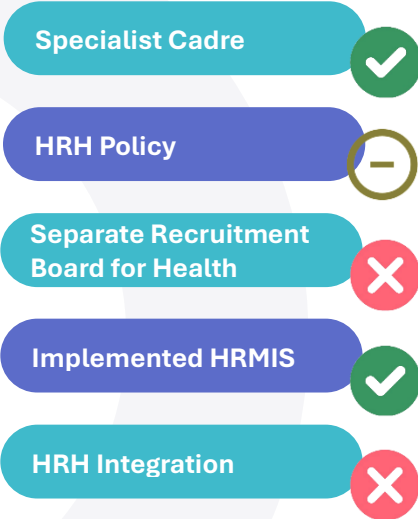 Specialist Cadre
HRH Policy
Separate Recruitment
Board for Health
Implemented HRMIS
HRH Integration